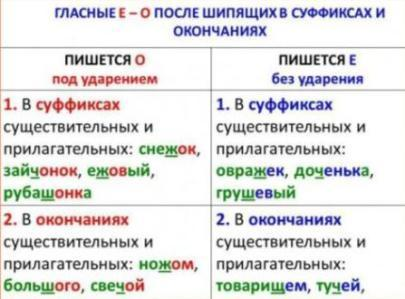 ГЛАСНЫЕ Е – О ПОСЛЕ ШИПЯЩИХ В СУФФИКСАХ И
ОКОНЧАНИЯХ
ПИШЕТСЯ О
под ударением
ПИШЕТСЯ Е
без ударения
1. В суффиксах
существительных и
прилагательных: снежок,
зайчонок, ежовый,
рубашонка
1. В суффиксах
существительных и
прилагательных:
овражек, доченька,
грушевый
2. В окончаниях
существительных и
прилагательных: ножом,
большого, свечой
2. В окончаниях
существительных и
прилагательных:
товарищем, тучей,